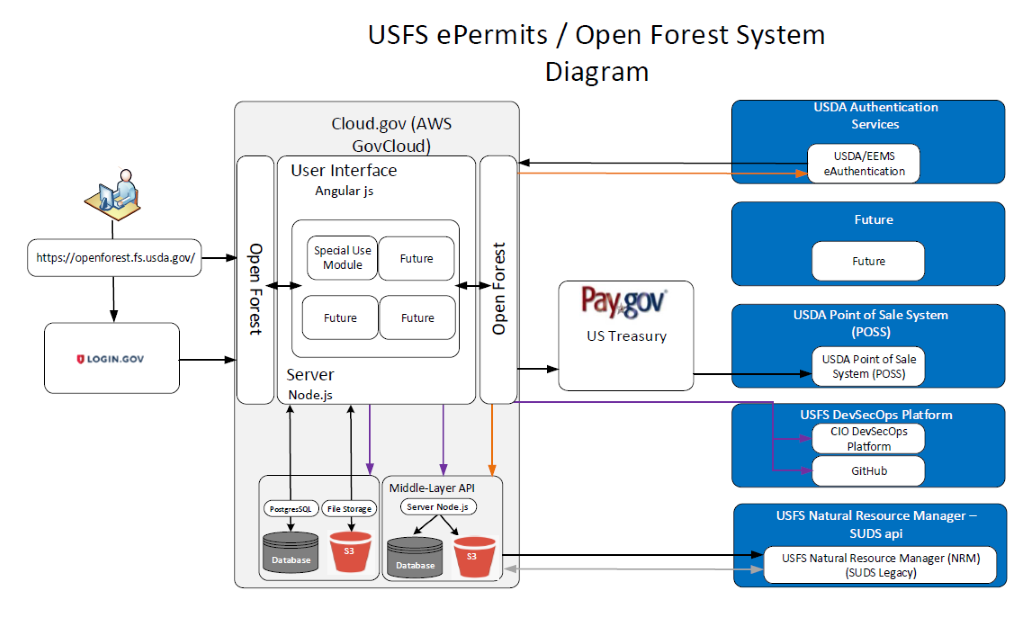 USFS ePermits / Open Forest System
Diagram
Cloud.gov (AWS
GovCloud)
User Interface
Angular js
Open Forest
Special Use
Module
Future
Future
Future
Server
Node.js
Open Forest
https://openforest.fs.usda.gov/
LOGIN.GOV
Pay.gov
US Treasury
USDA Authentication
Services
USDA/EEMS
eAuthentication
Future
Future
USDA Point of Sale System
(POSS)
USDA Point of Sale
System (POSS)
USFS DevSecOps Platform
CIO DevSecOps
Platform
GitHub
USFS Natural Resource Manager –
SUDS api
USFS Natural Resource Manager (NRM)
(SUDS Legacy)
PostgresSQL
File Storage
Database
S3
Middle-Layer API
Server Node.js
Database
S3